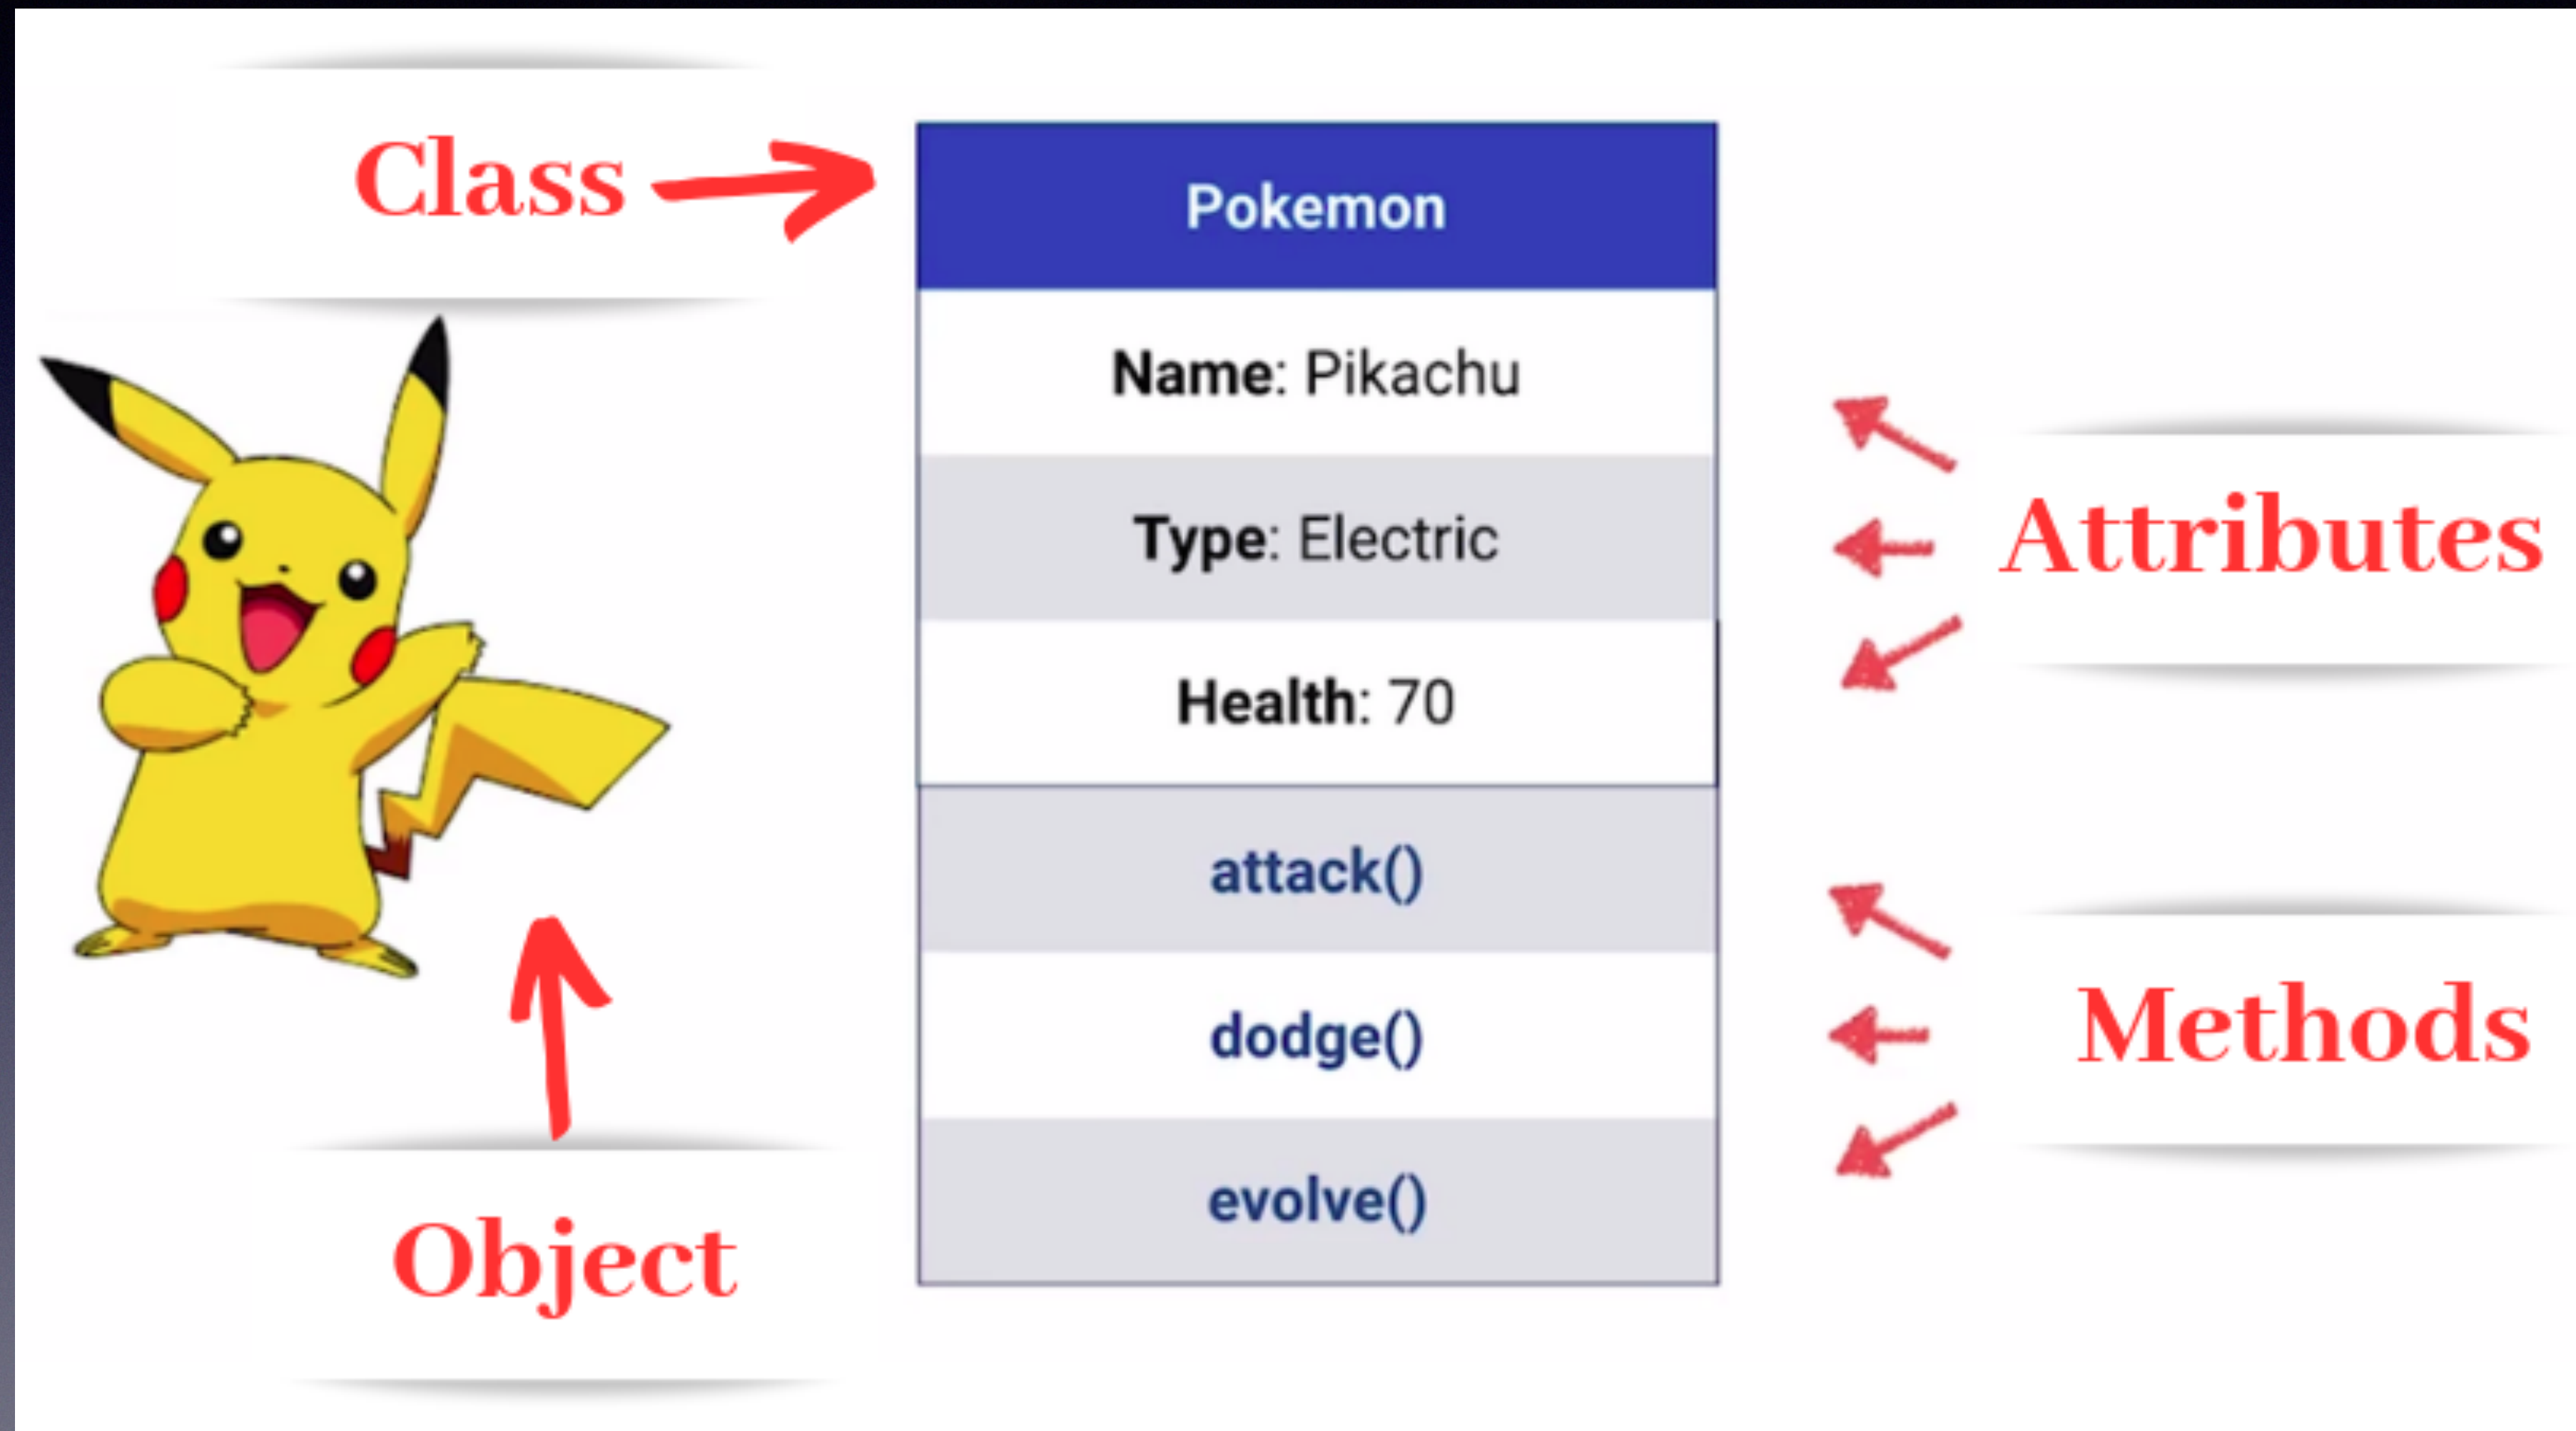 Class
Pokemon
Name: Pikachu
Type: Electric
Attributes
Health: 70
attack()
dodge()
Methods
evolve()
Object